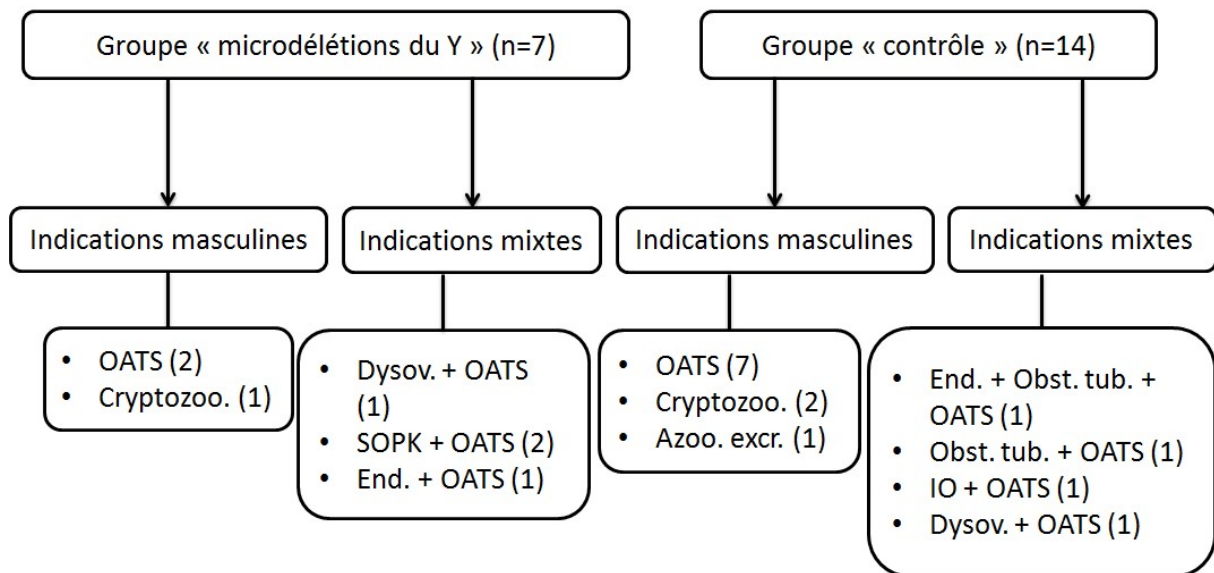 Groupe « microdélétions du Y » (n=7)
Groupe « contrôle » (n=14)
Indications masculines
Indications mixtes
Indications masculines
Indications mixtes
• OATS (2)
• Cryptozoo. (1)
• Dysov. + OATS
(1)
• SOPK + OATS (2)
• End. + OATS (1)
• OATS (7)
• Cryptozoo. (2)
• Azoo. excr. (1)
• End. + Obst. tub. +
OATS (1)
• Obst. tub. + OATS (1)
• IO + OATS (1)
• Dysov. + OATS (1)